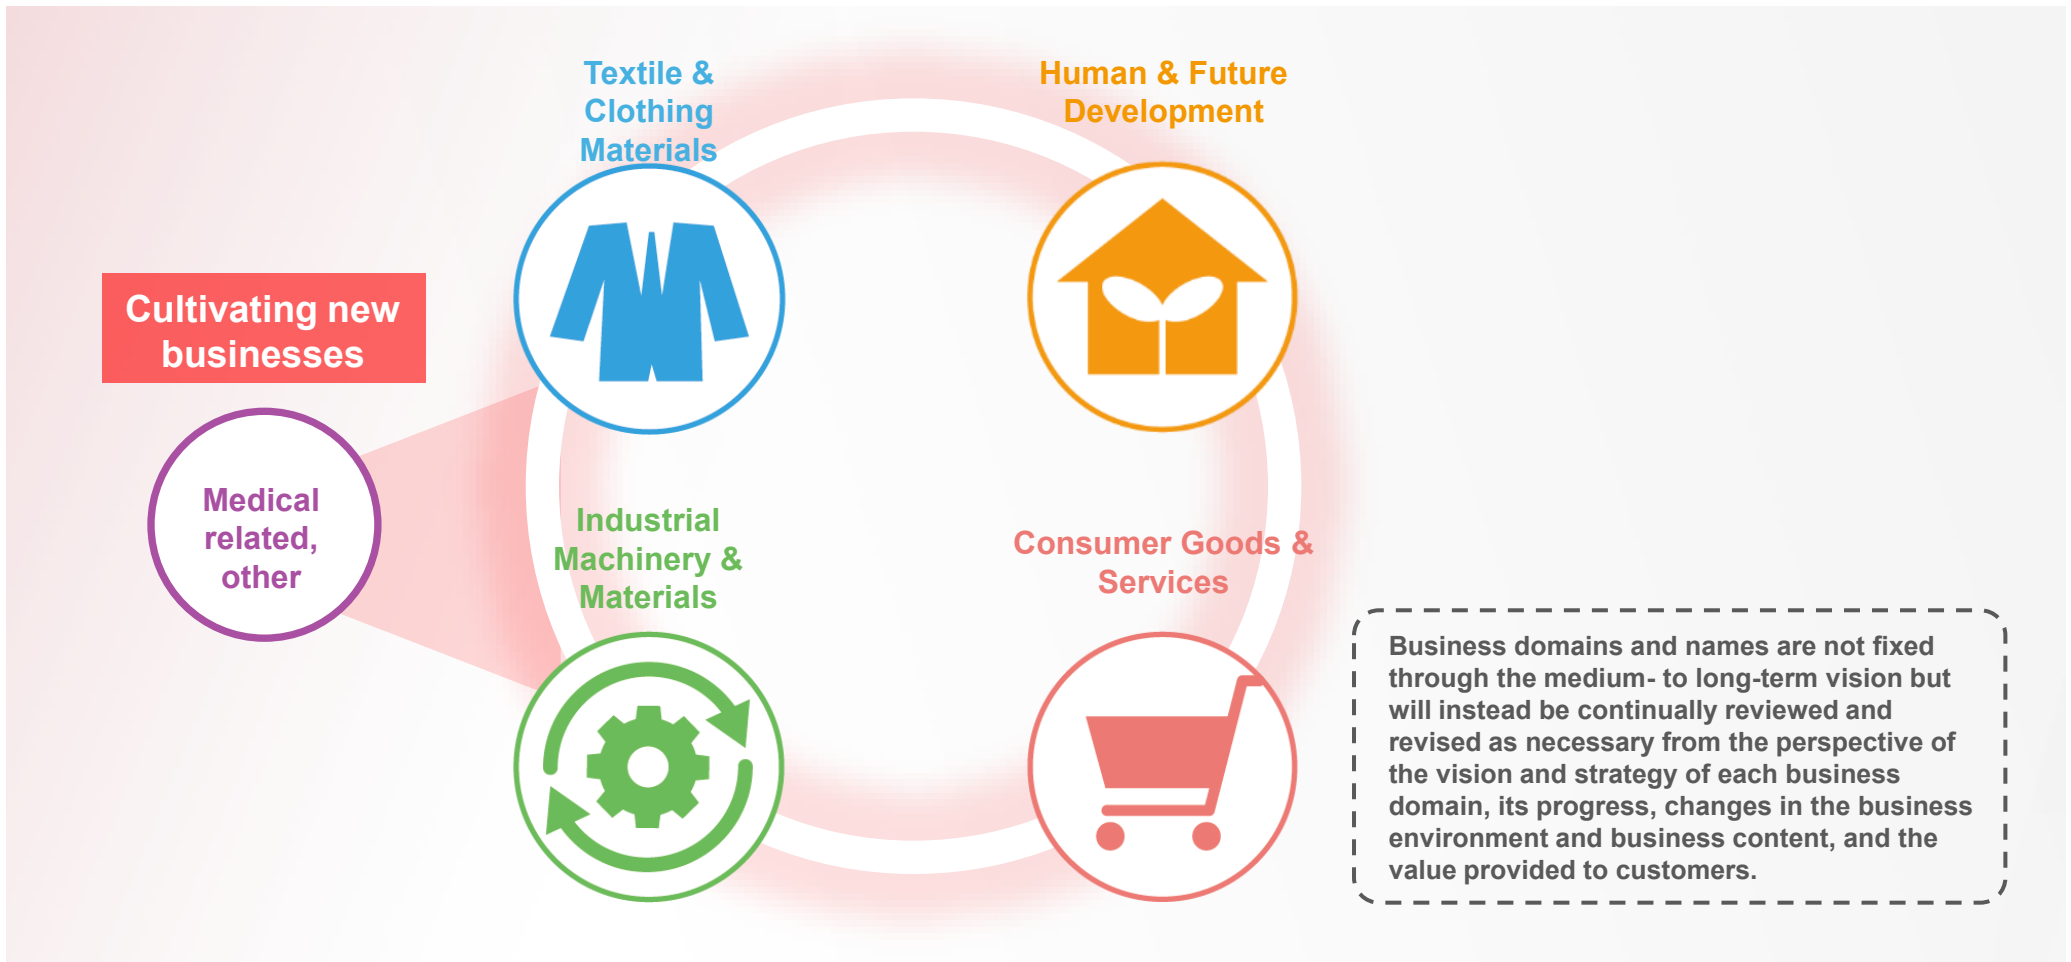 Textile &
Clothing
Materials
Human & Future
Development
Cultivating new
businesses
Medical
related,
other
Industrial
Machinery &
Materials
Consumer Goods &
Services
Business domains and names are not fixed
through the medium- to long-term vision but
will instead be continually reviewed and
revised as necessary from the perspective of
the vision and strategy of each business
domain, its progress, changes in the business
environment and business content, and the
value provided to customers.